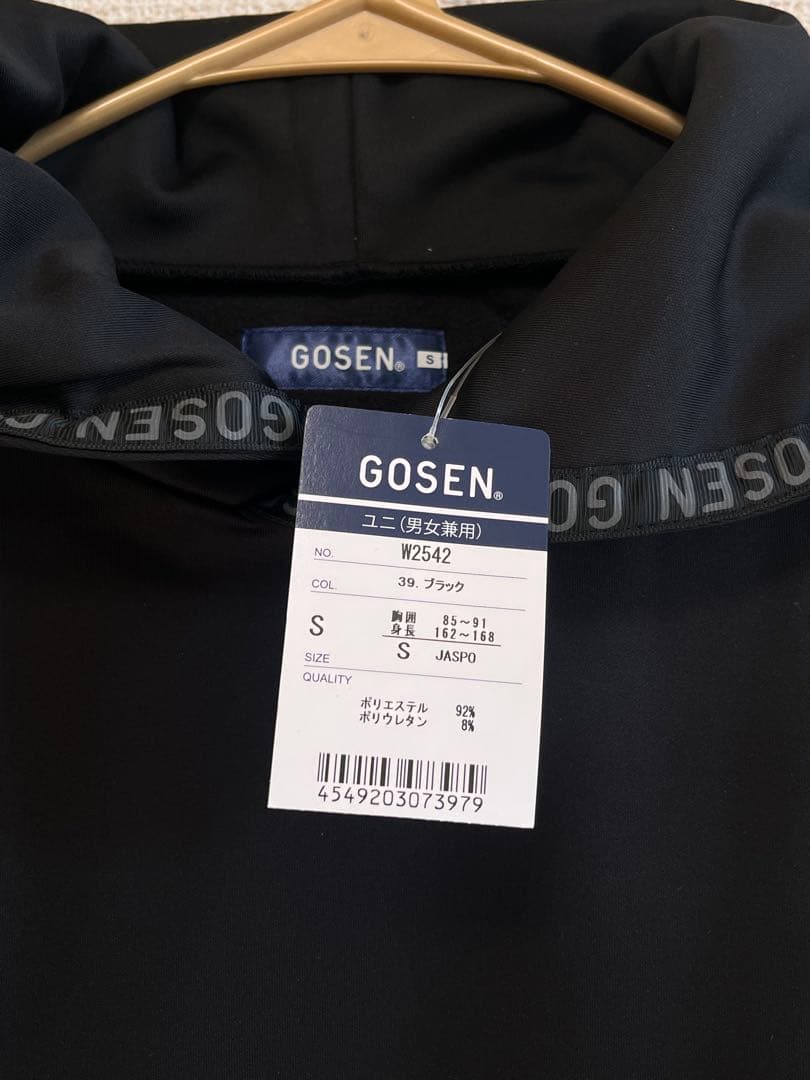 GOSEN® S
GOSEN G
GOSEN®
ユニ(男女兼用)
GOSEN GO
NO. W2542
COL. 39. ブラック
S 胸囲 85～91
身長 162～168
SIZE S JASPO
QUALITY
ポリエステル 92%
ポリウレタン 8%
4549203073979